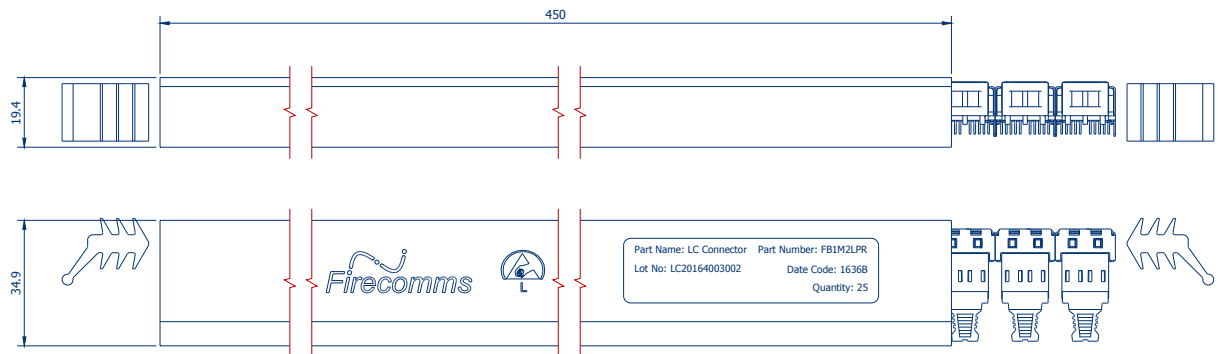 450
19.4
34.9
Firecomms
L
Part Name: LC Connector Part Number: FB1M2LPR
Lot No: LC20164003002 Date Code: 1636B
Quantity: 25